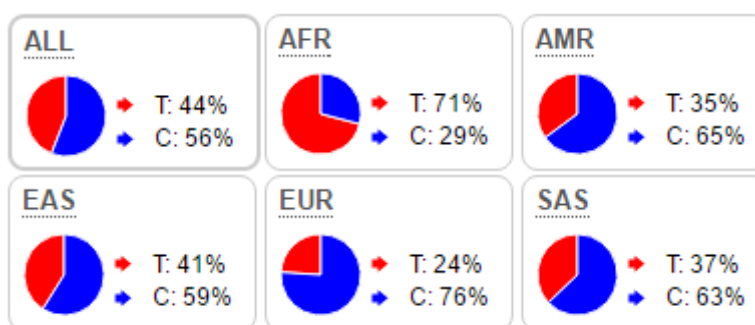 ALL
T: 44%
C: 56%
AFR
T: 71%
C: 29%
AMR
T: 35%
C: 65%
EAS
T: 41%
C: 59%
EUR
T: 24%
C: 76%
SAS
T: 37%
C: 63%